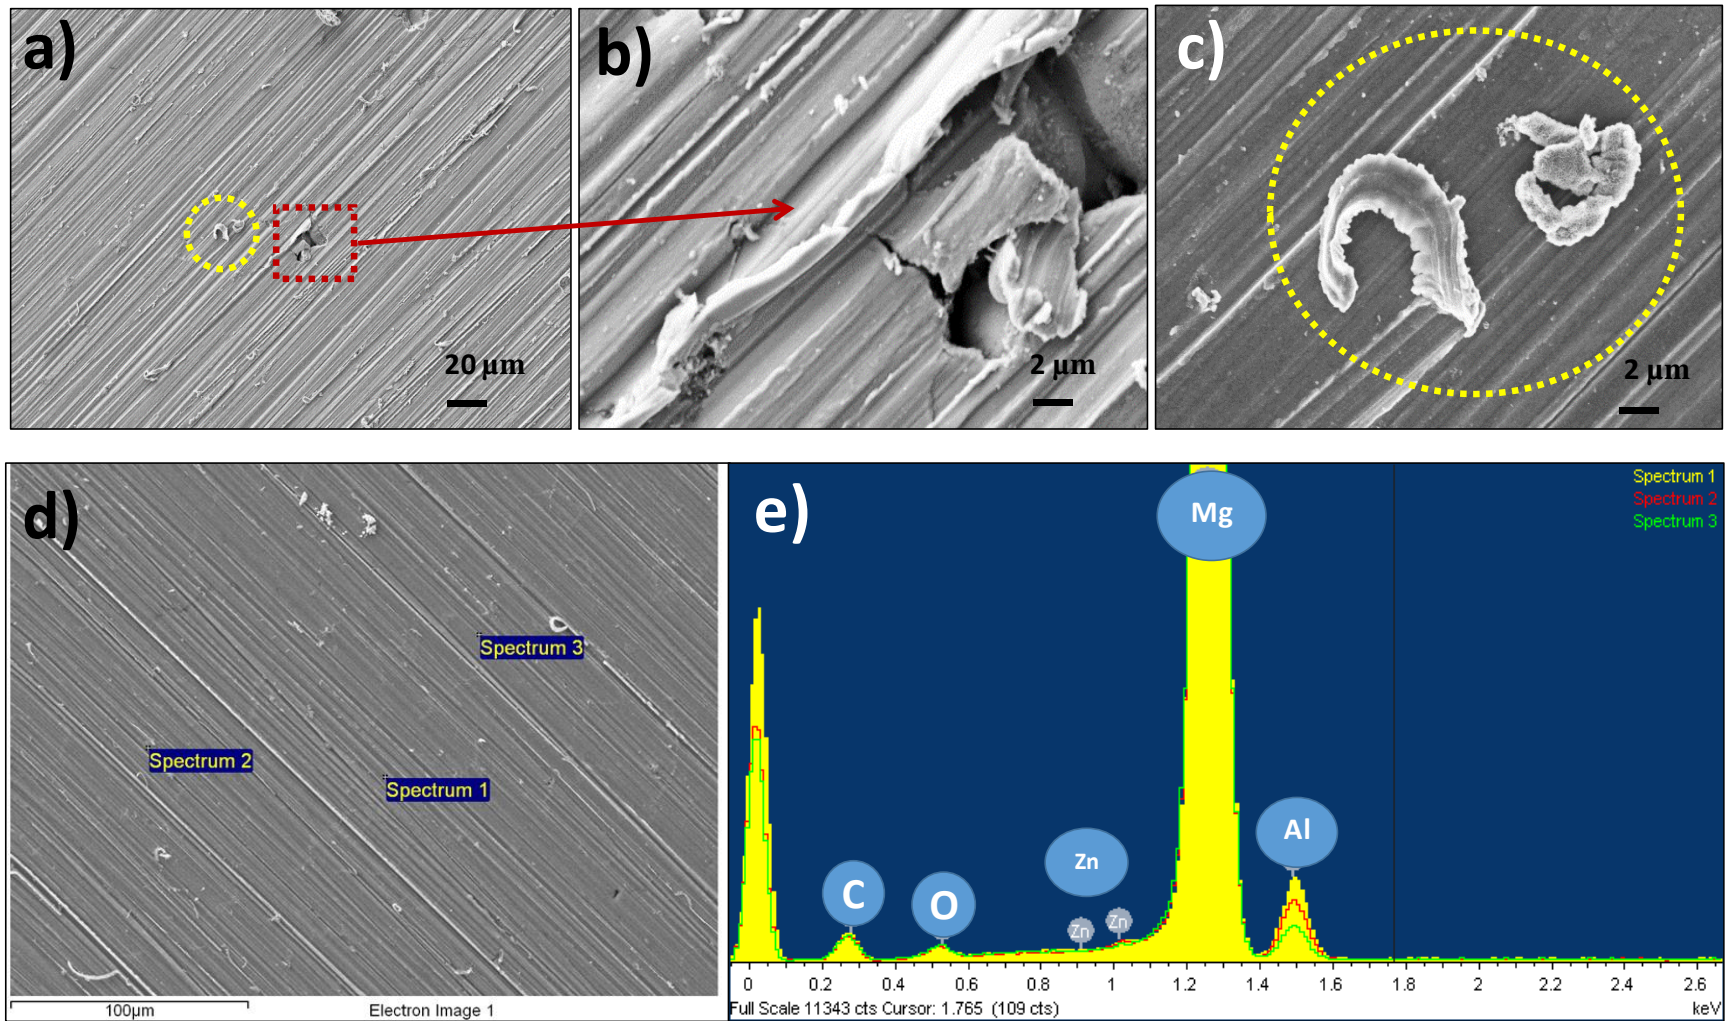 a)
20 µm
b)
2 µm
c)
2 µm
d)
Spectrum 3
Spectrum 2
Spectrum 1
100µm
Electron Image 1
e)
Spectrum 1
Spectrum 2
Spectrum 3
Mg
Al
Zn
C
O
Zn
Zn
0 0.2 0.4 0.6 0.8 1 1.2 1.4 1.6 1.8 2 2.2 2.4 2.6
Full Scale 11343 cts Cursor: 1.765 (109 cts)
keV